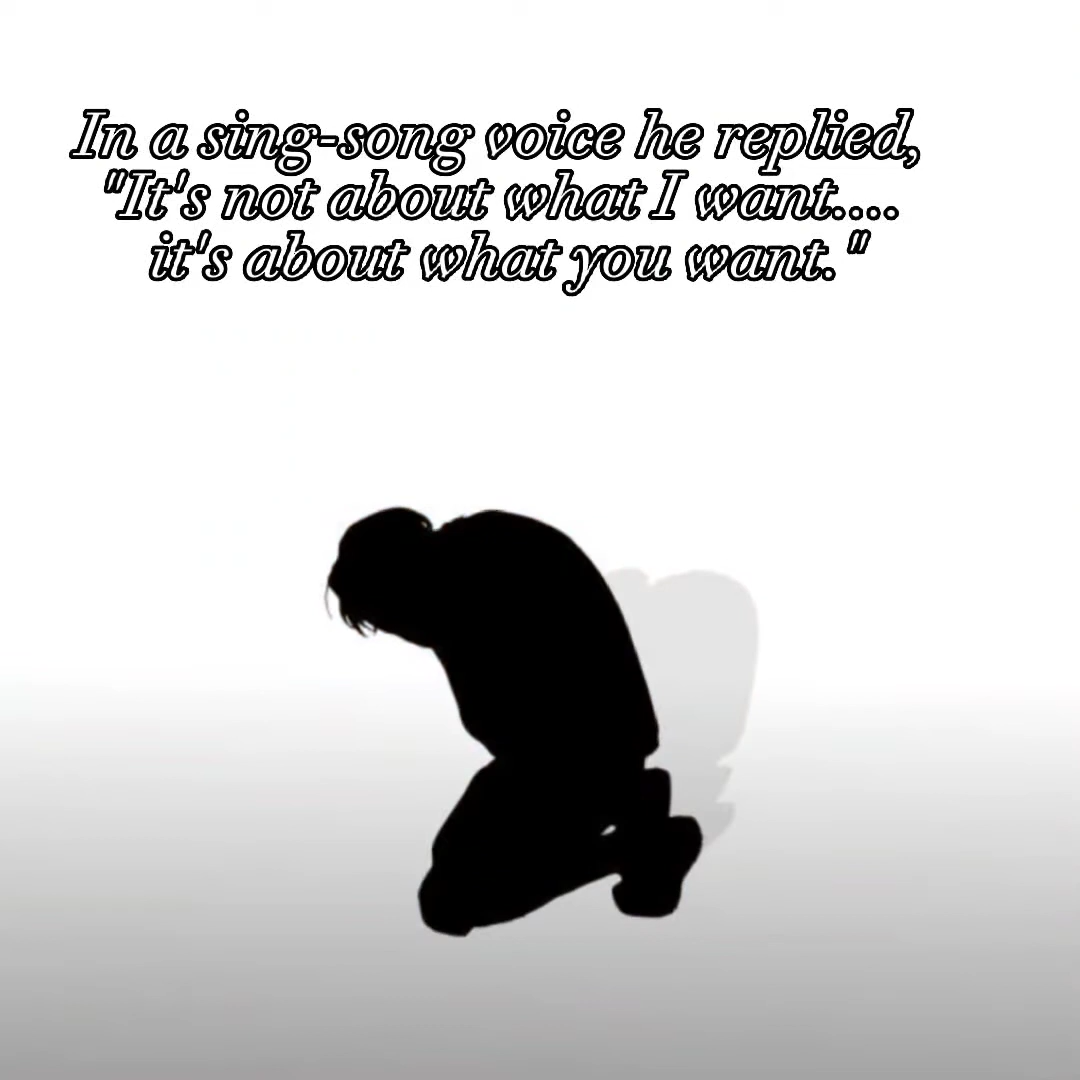 In a sing-song voice he replied,
"It's not about what I want....
it's about what you want."